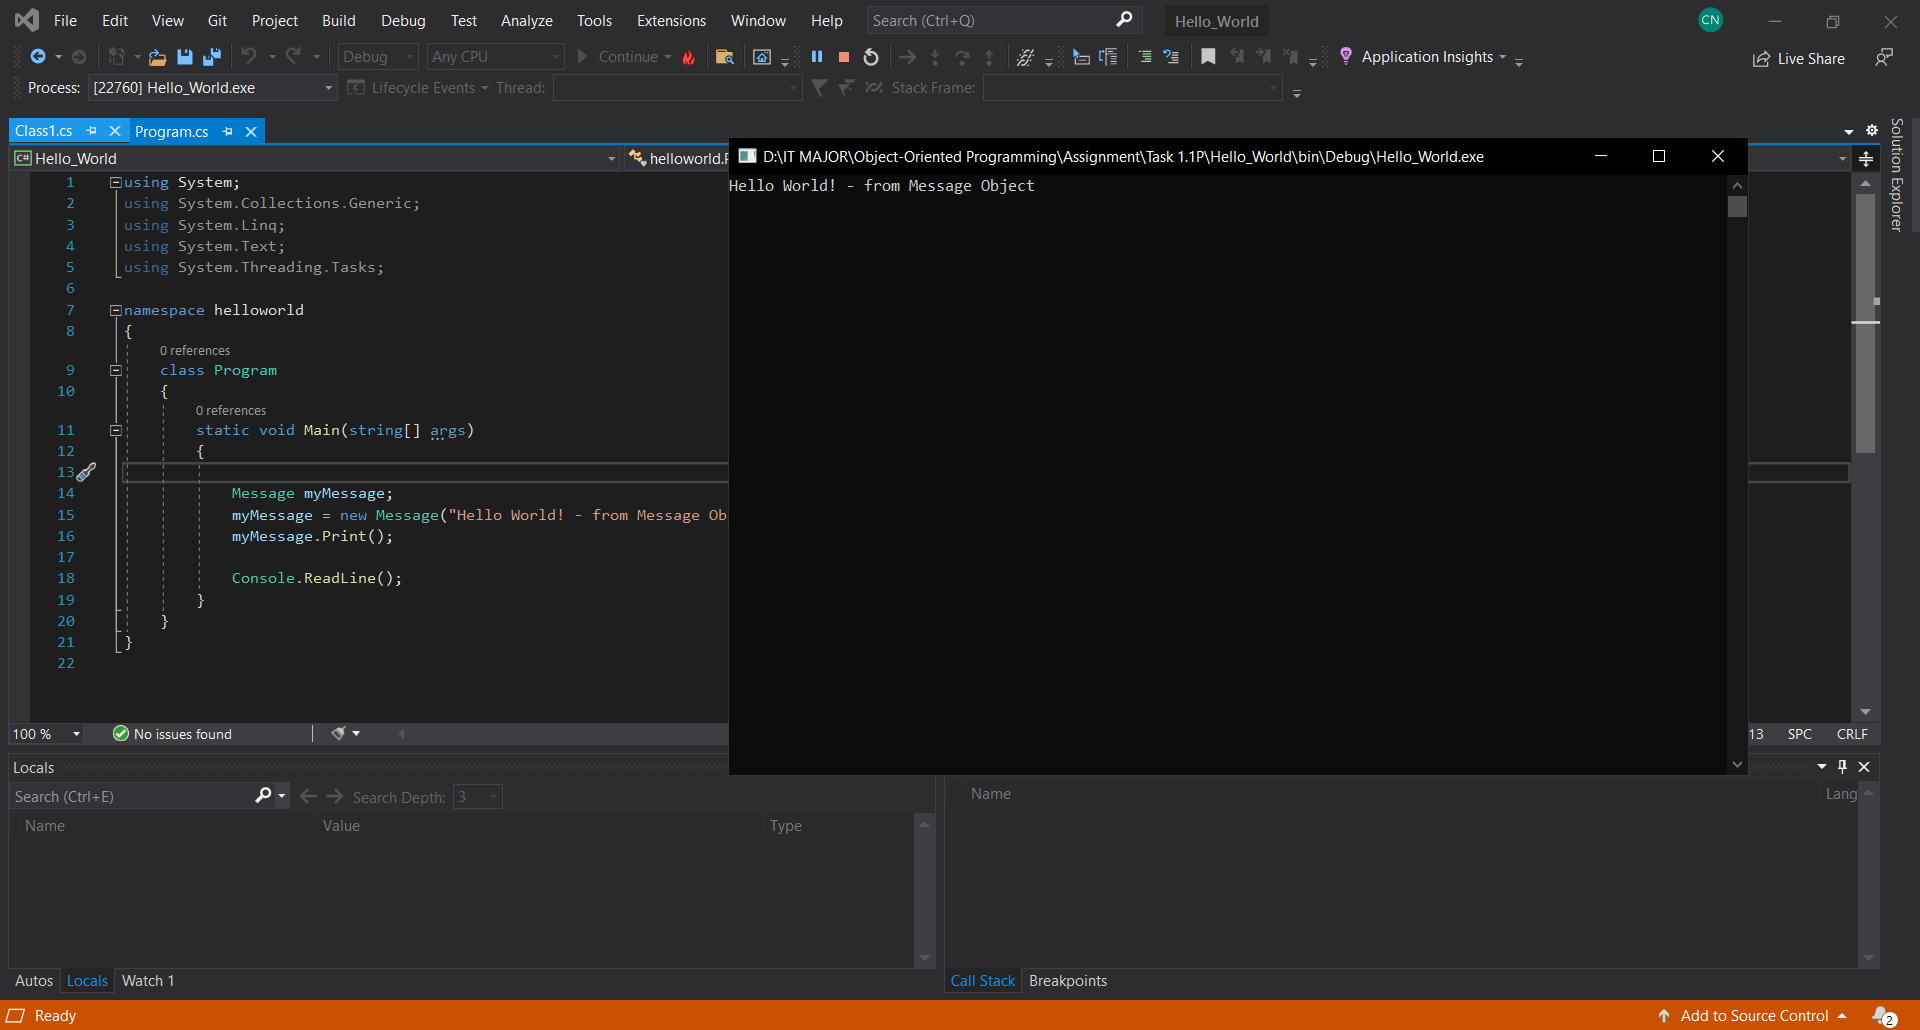 File Edit View Git Project Build Debug Test Analyze Tools Extensions Window Help Search (Ctrl+Q) Hello_World CN
Debug Any CPU Continue Application Insights Live Share
Process: [22760] Hello_World.exe Lifecycle Events Thread: Stack Frame:
Class1.cs Program.cs
Hello_World helloworld.P
Solution Explorer
D:\IT MAJOR\Object-Oriented Programming\Assignment\Task 1.1P\Hello_World\bin\Debug\Hello_World.exe
Hello World! - from Message Object
1 using System;
2 using System.Collections.Generic;
3 using System.Linq;
4 using System.Text;
5 using System.Threading.Tasks;
6
7 namespace helloworld
8 {
0 references
9 class Program
10 {
0 references
11 static void Main(string[] args)
12 {
13
14 Message myMessage;
15 myMessage = new Message("Hello World! - from Message Ob
16 myMessage.Print();
17
18 Console.ReadLine();
19 }
20 }
21 }
22
100 % No issues found 13 SPC CRLF
Locals
Search (Ctrl+E) Search Depth: 3
Name Value Type
Name Lang
Autos Locals Watch 1
Call Stack Breakpoints
Ready Add to Source Control 2